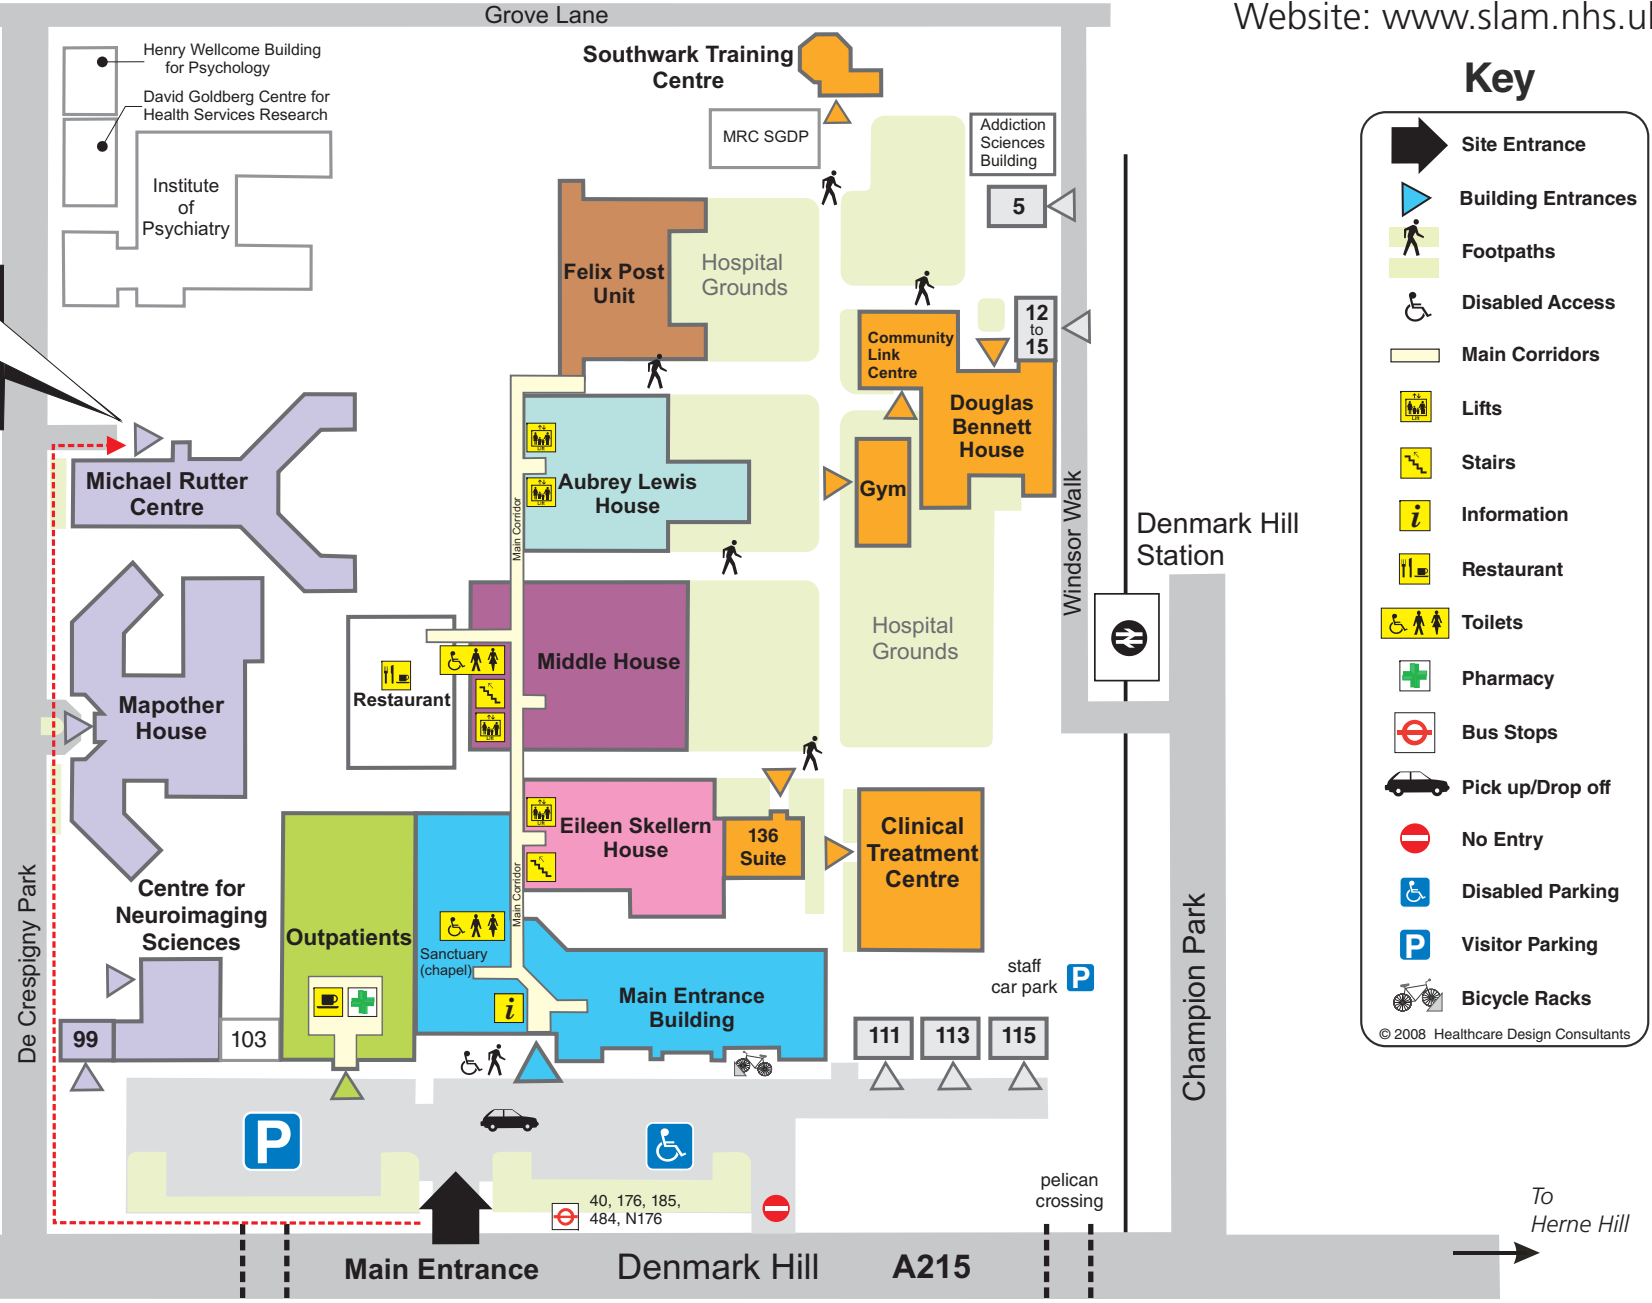 Grove Lane
Website: www.slam.nhs.uk
Henry Wellcome Building
for Psychology
David Goldberg Centre for
Health Services Research
Institute
of
Psychiatry
Southwark Training
Centre
MRC SGDP
Addiction
Sciences
Building
5
Felix Post
Unit
Hospital
Grounds
12
to
15
Community
Link
Centre
Douglas
Bennett
House
Gym
Michael Rutter
Centre
Aubrey Lewis
House
Main Corridor
Windsor Walk
Denmark Hill
Station
Middle House
Restaurant
Hospital
Grounds
Mapother
House
Eileen Skellern
House
136
Suite
Clinical
Treatment
Centre
Main Corridor
De Crespigny Park
Centre for
Neuroimaging
Sciences
Outpatients
Sanctuary
(chapel)
i
Main Entrance
Building
staff
car park
P
Champion Park
99
103
111
113
115
P
40, 176, 185,
484, N176
pelican
crossing
Main Entrance
Denmark Hill
A215
To
Herne Hill
Key
Site Entrance
Building Entrances
Footpaths
Disabled Access
Main Corridors
Lifts
Stairs
i
Information
Restaurant
Toilets
Pharmacy
Bus Stops
Pick up/Drop off
No Entry
Disabled Parking
P
Visitor Parking
Bicycle Racks
© 2008 Healthcare Design Consultants